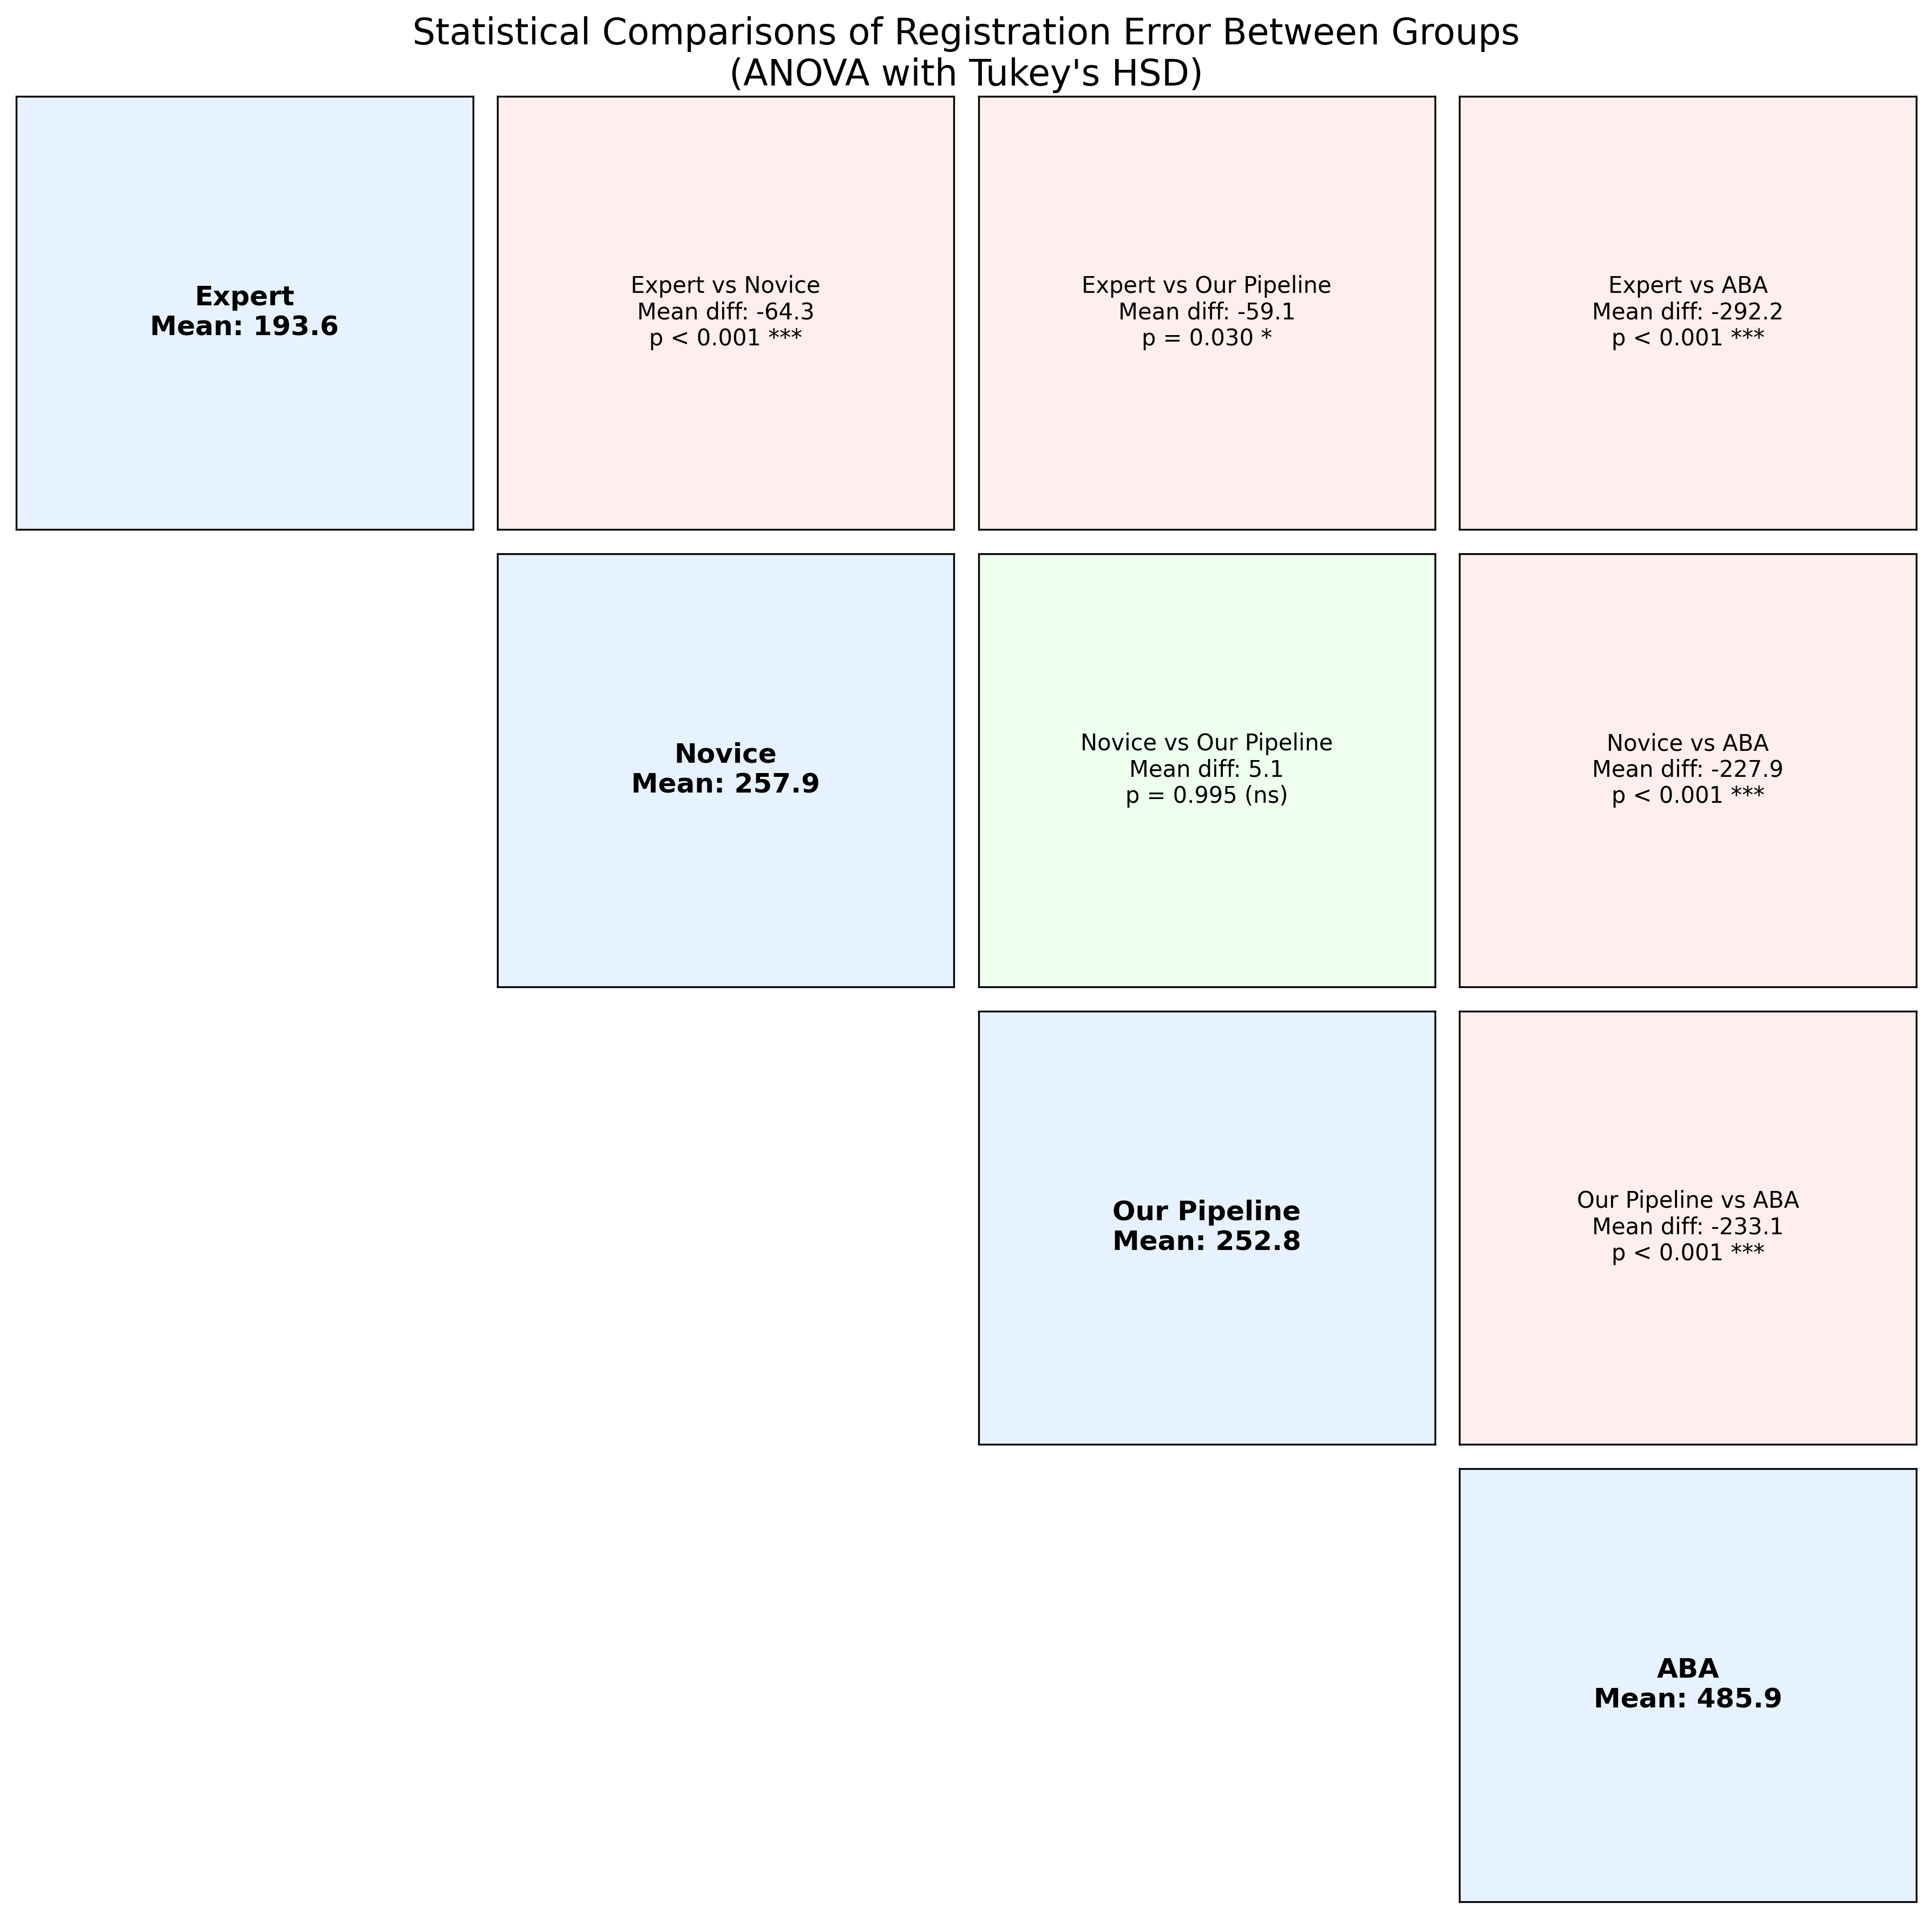 Statistical Comparisons of Registration Error Between Groups
(ANOVA with Tukey's HSD)
Expert
Mean: 193.6
Expert vs Novice
Mean diff: -64.3
p < 0.001 ***
Expert vs Our Pipeline
Mean diff: -59.1
p = 0.030 *
Expert vs ABA
Mean diff: -292.2
p < 0.001 ***
Novice
Mean: 257.9
Novice vs Our Pipeline
Mean diff: 5.1
p = 0.995 (ns)
Novice vs ABA
Mean diff: -227.9
p < 0.001 ***
Our Pipeline
Mean: 252.8
Our Pipeline vs ABA
Mean diff: -233.1
p < 0.001 ***
ABA
Mean: 485.9